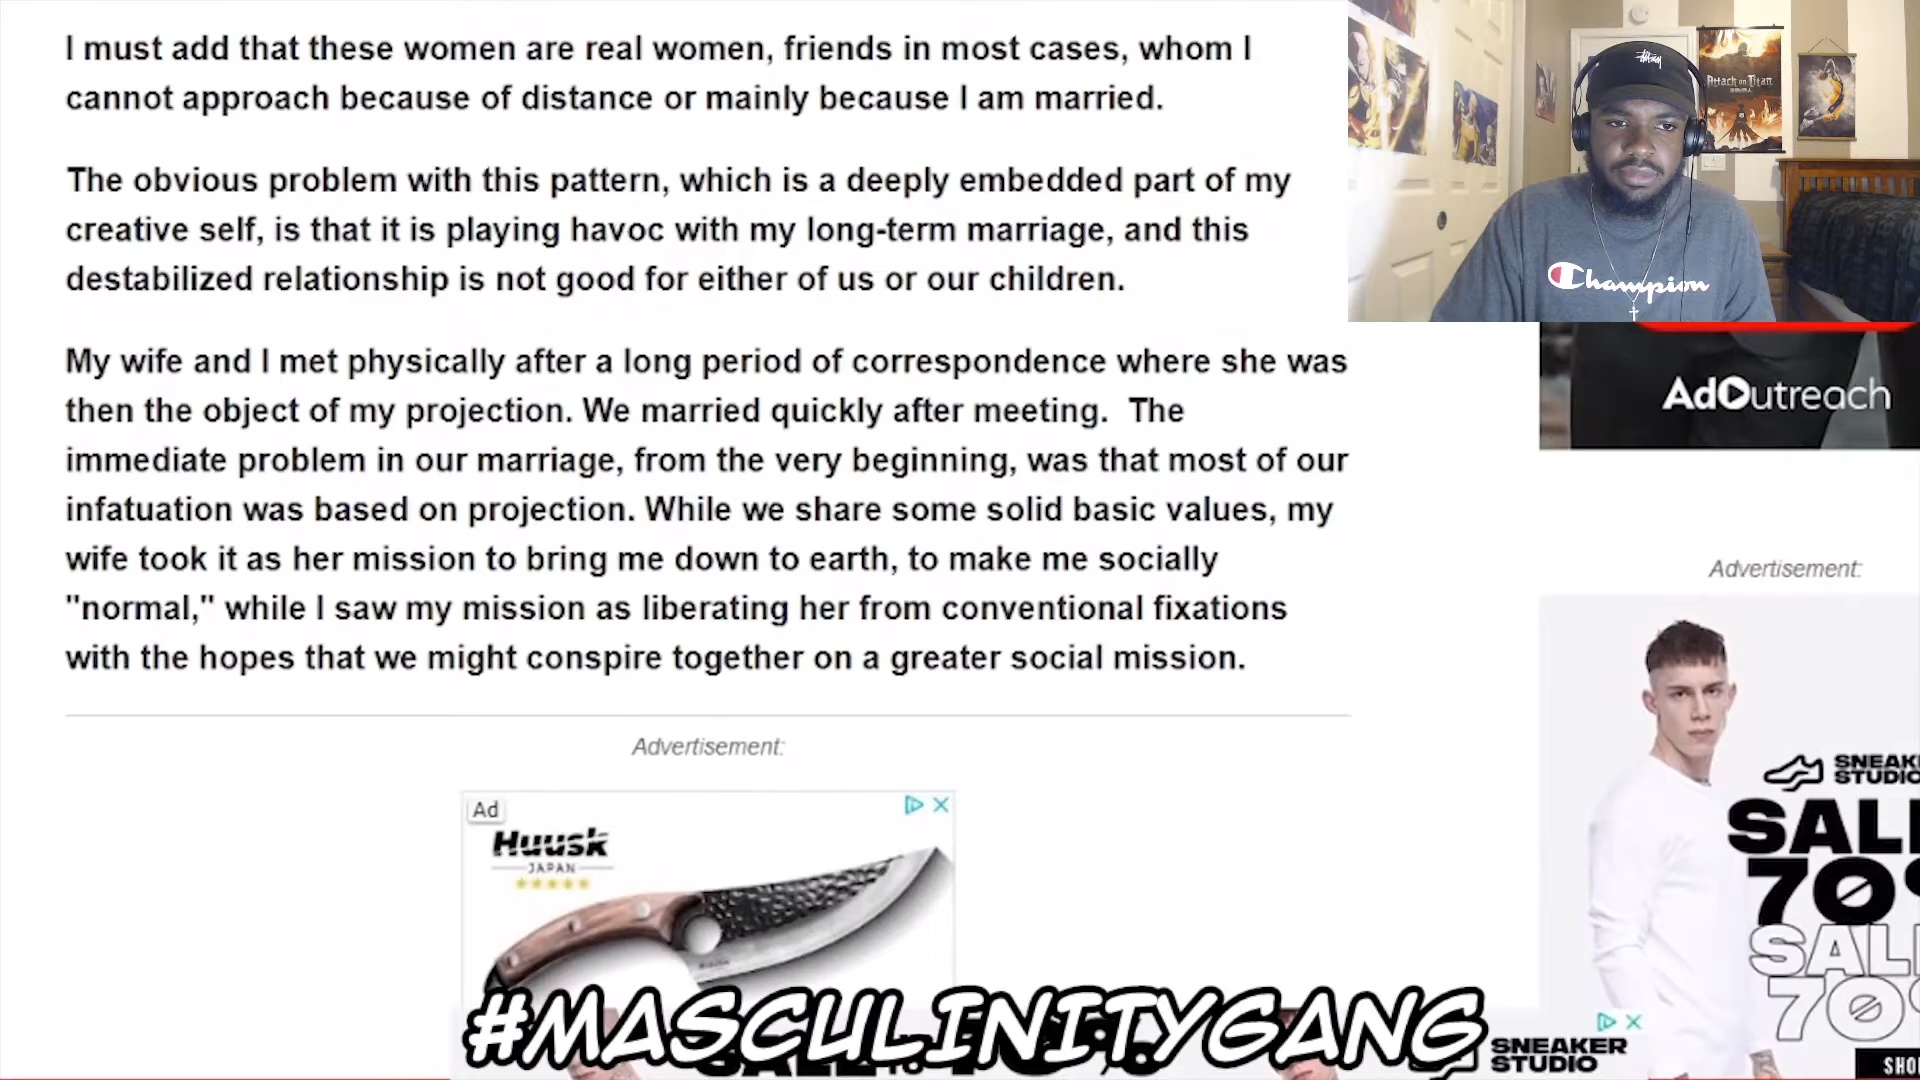 I must add that these women are real women, friends in most cases, whom I
cannot approach because of distance or mainly because I am married.
The obvious problem with this pattern, which is a deeply embedded part of my
creative self, is that it is playing havoc with my long-term marriage, and this
destabilized relationship is not good for either of us or our children.
My wife and I met physically after a long period of correspondence where she was
then the object of my projection. We married quickly after meeting.  The
immediate problem in our marriage, from the very beginning, was that most of our
infatuation was based on projection. While we share some solid basic values, my
wife took it as her mission to bring me down to earth, to make me socially
"normal," while I saw my mission as liberating her from conventional fixations
with the hopes that we might conspire together on a greater social mission.
Advertisement:
Ad
Huusk
JAPAN
#MASCULINITYGANG
Stüssy
Attack on Titan
Champion
AdOutreach
Advertisement:
SNEAK
STUDIO
SAL
70
SAL
70
SHO
SNEAKER
STUDIO